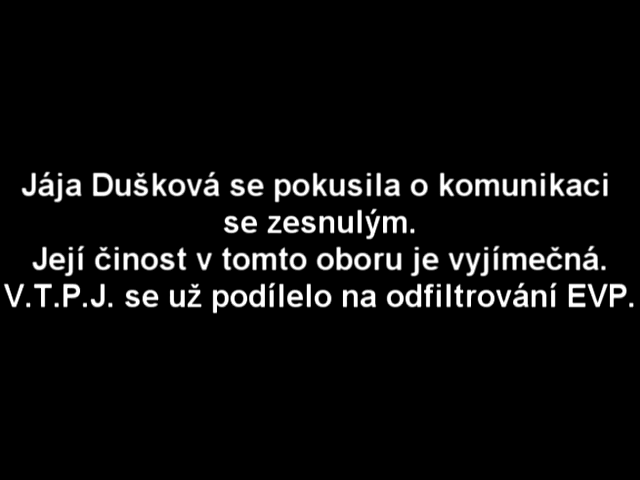 Jája Dušková se pokusila o komunikaci
se zesnulým.
Její činost v tomto oboru je vyjímečná.
V.T.P.J. se už podílelo na odfiltrování EVP.